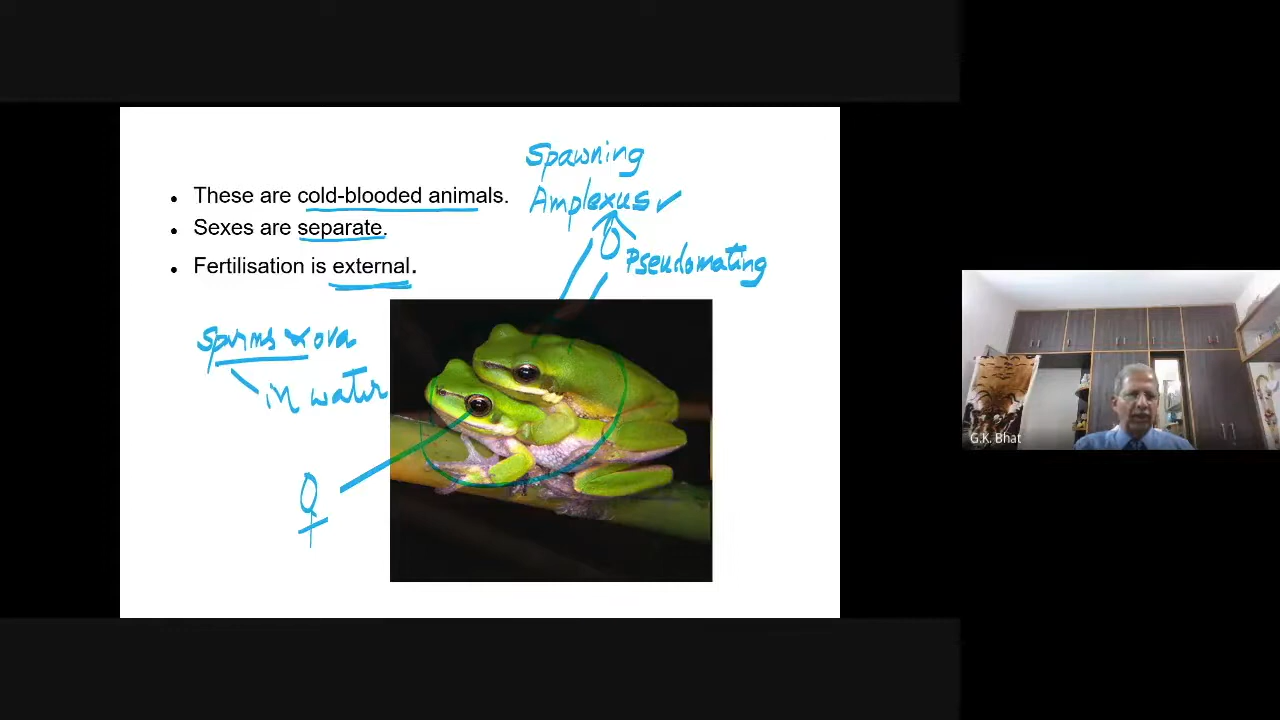 Spawning
• These are cold-blooded animals.
Amplexus ✓
• Sexes are separate.
• Fertilisation is external.
Pseudomating
Sperms & ova
in water
♀
G.K. Bhat